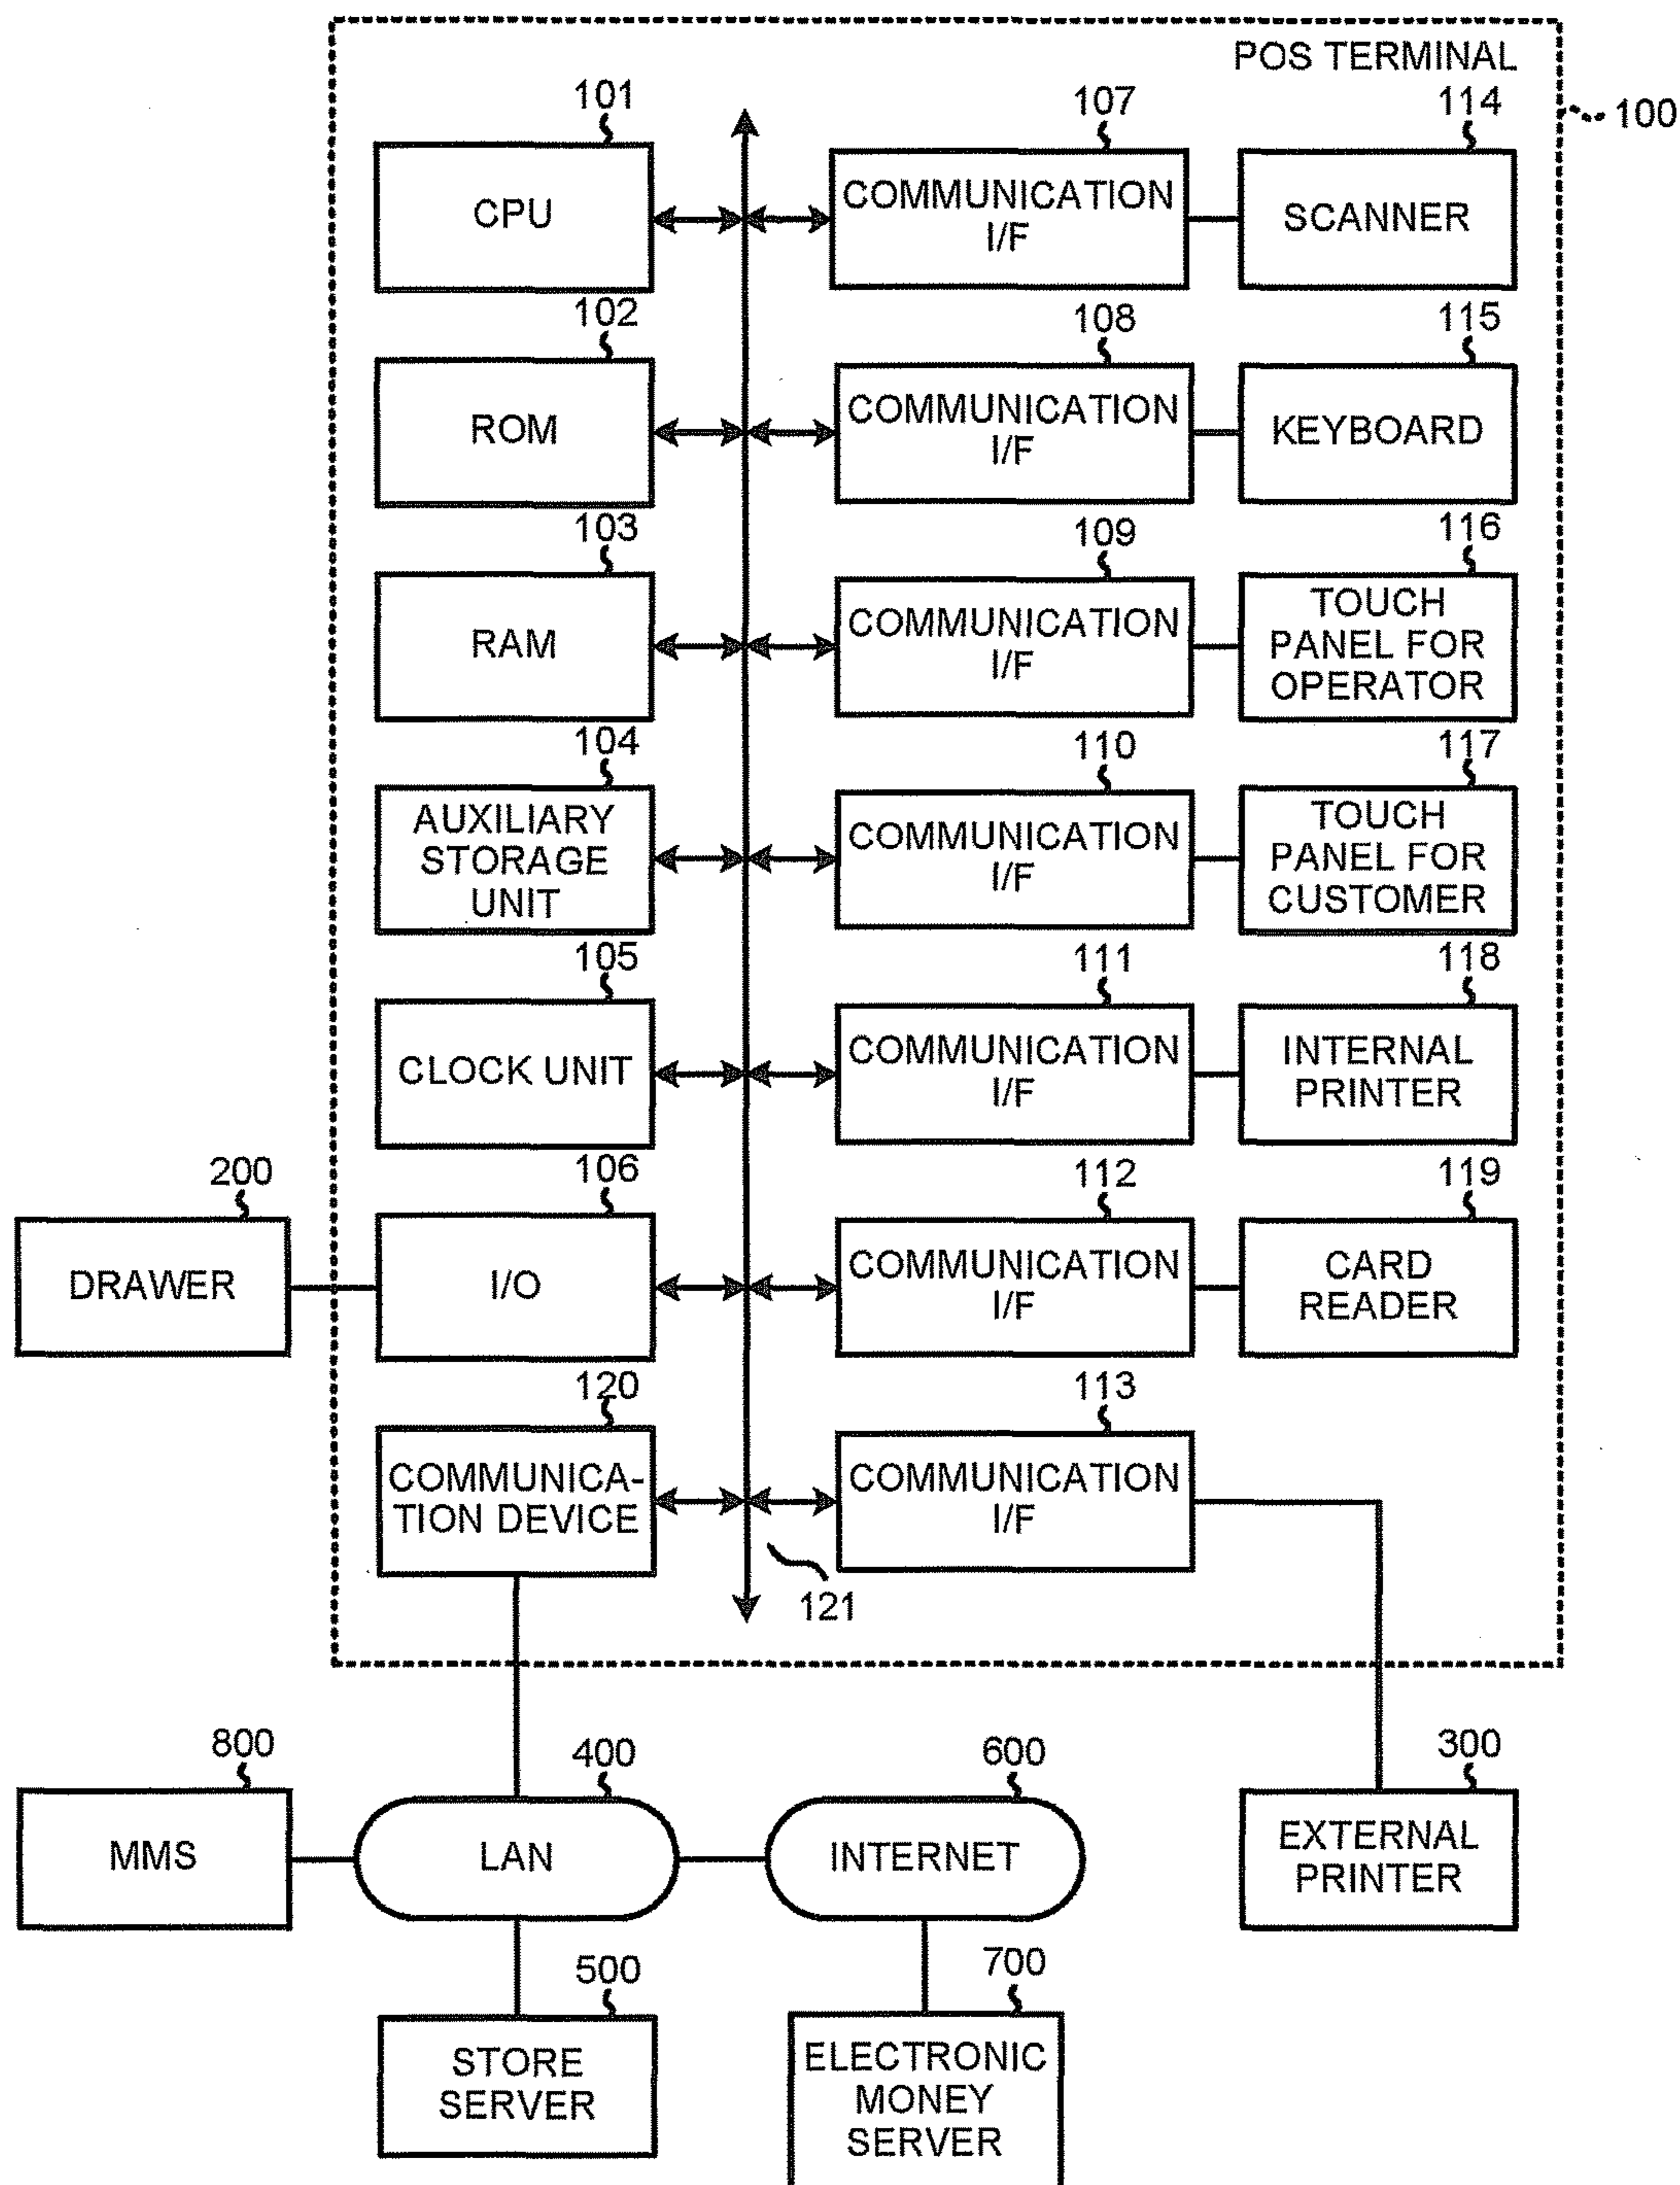 POS TERMINAL
100
101
107
114
CPU
COMMUNICATION
I/F
SCANNER
102
108
115
ROM
COMMUNICATION
I/F
KEYBOARD
103
109
116
RAM
COMMUNICATION
I/F
TOUCH
PANEL FOR
OPERATOR
104
110
117
AUXILIARY
STORAGE
UNIT
COMMUNICATION
I/F
TOUCH
PANEL FOR
CUSTOMER
105
111
118
CLOCK UNIT
COMMUNICATION
I/F
INTERNAL
PRINTER
200
106
112
119
DRAWER
I/O
COMMUNICATION
I/F
CARD
READER
120
113
COMMUNICA-
TION DEVICE
COMMUNICATION
I/F
121
800
400
600
300
MMS
LAN
INTERNET
EXTERNAL
PRINTER
500
700
STORE
SERVER
ELECTRONIC
MONEY
SERVER